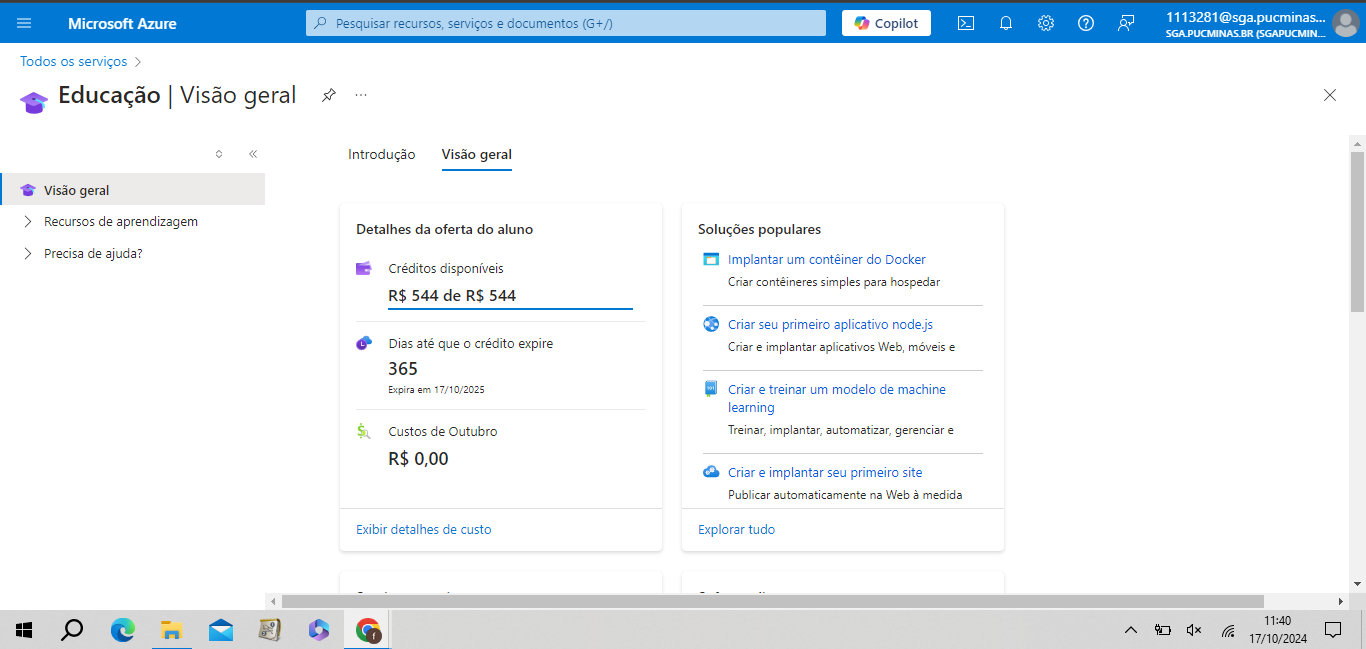 Microsoft Azure
Pesquisar recursos, serviços e documentos (G+/)
Copilot
1113281@sga.pucminas...
SGA.PUCMINAS.BR (SGAPUCMIN...
Todos os serviços
Educação | Visão geral
Visão geral
Recursos de aprendizagem
Precisa de ajuda?
Introdução
Visão geral
Detalhes da oferta do aluno
Créditos disponíveis
R$ 544 de R$ 544
Dias até que o crédito expire
365
Expira em 17/10/2025
Custos de Outubro
R$ 0,00
Exibir detalhes de custo
Soluções populares
Implantar um contêiner do Docker
Criar contêineres simples para hospedar
Criar seu primeiro aplicativo node.js
Criar e implantar aplicativos Web, móveis e
Criar e treinar um modelo de machine
learning
Treinar, implantar, automatizar, gerenciar e
Criar e implantar seu primeiro site
Publicar automaticamente na Web à medida
Explorar tudo
11:40
17/10/2024